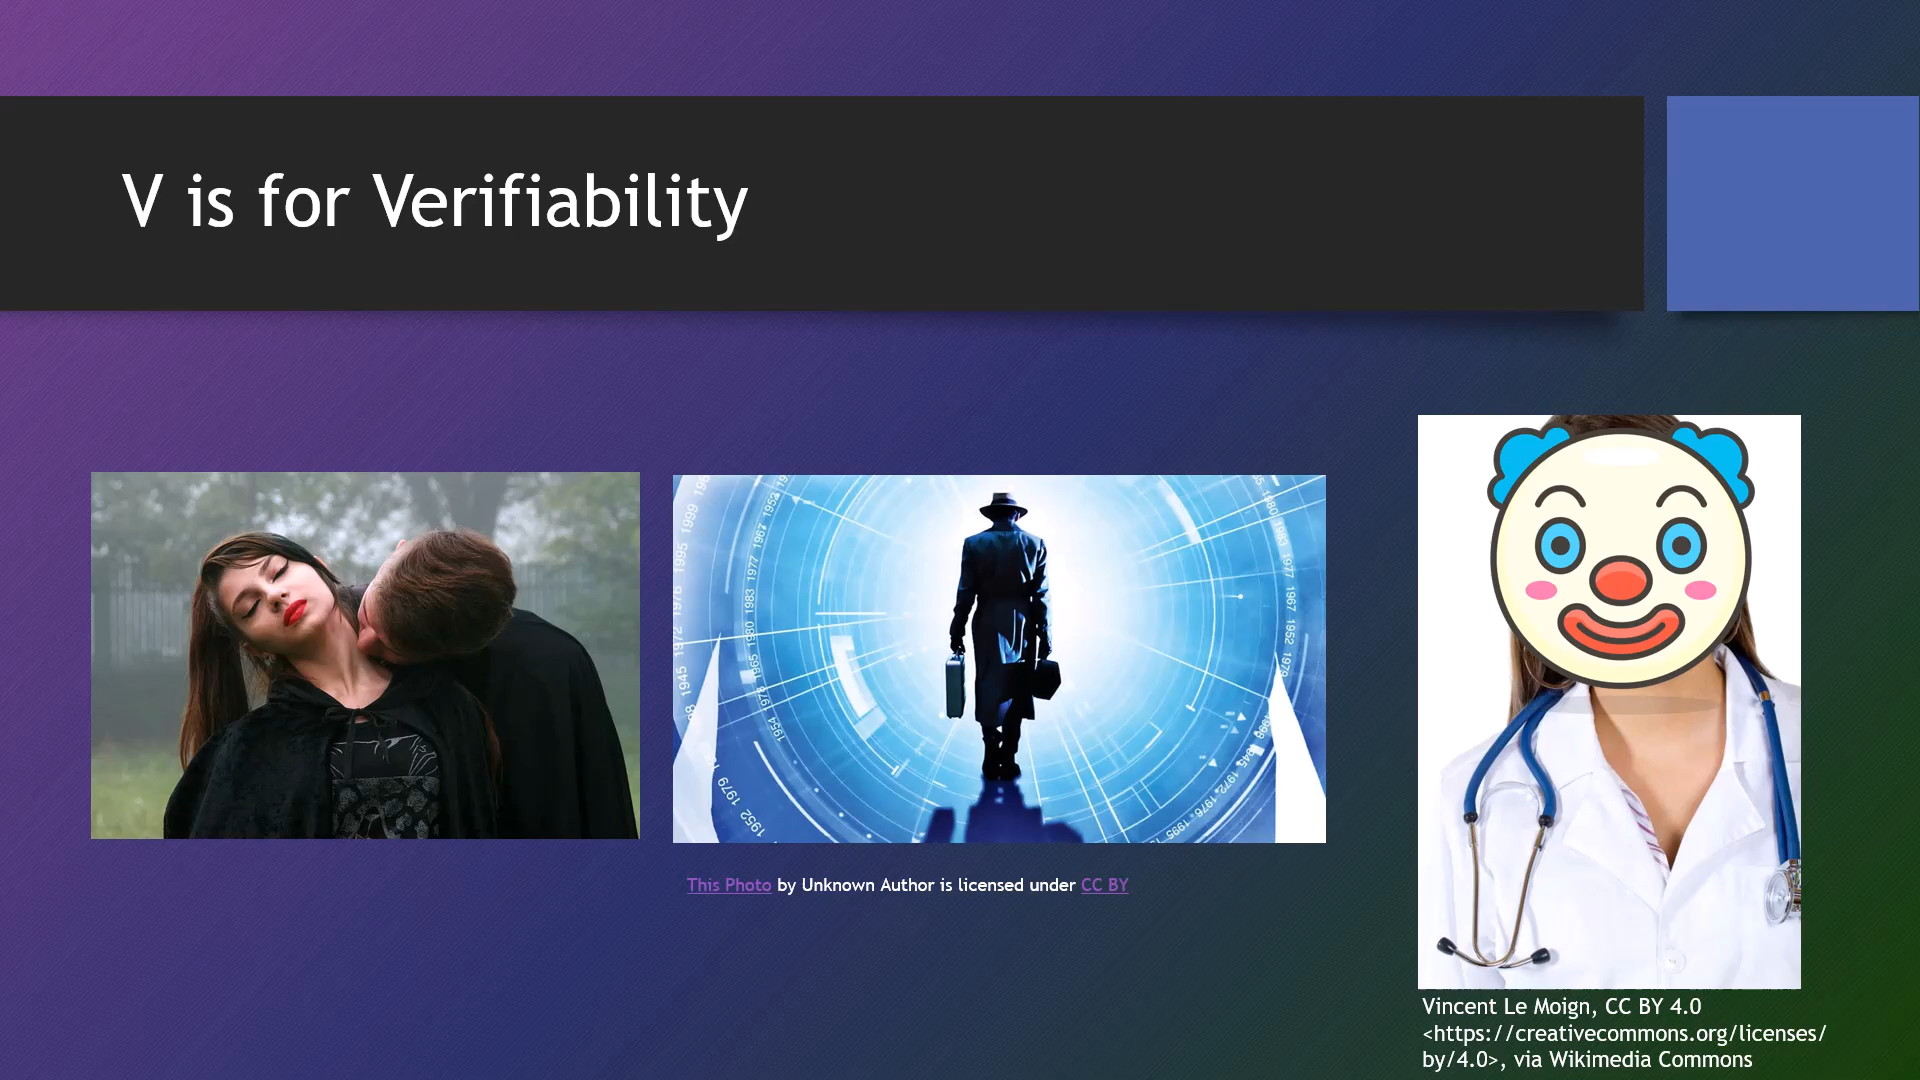 V is for Verifiability
This Photo by Unknown Author is licensed under CC BY
Vincent Le Moign, CC BY 4.0
<https://creativecommons.org/licenses/
by/4.0>, via Wikimedia Commons